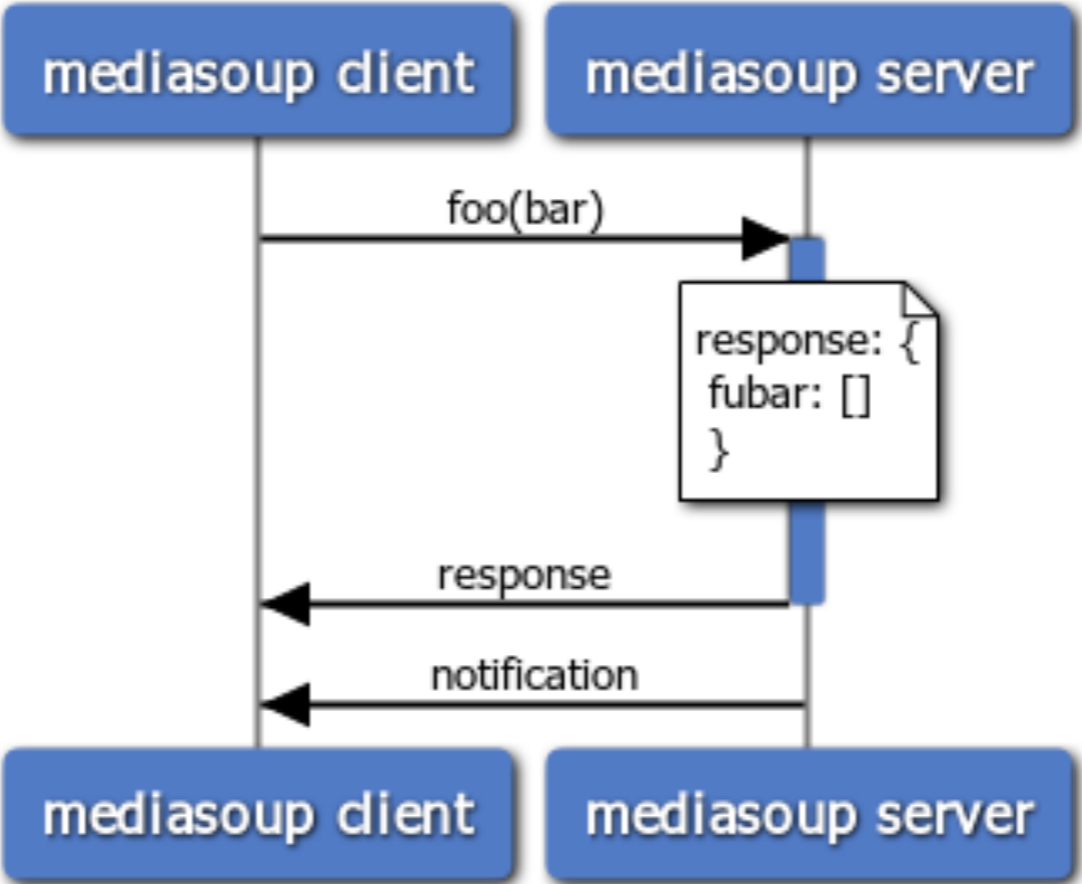 mediasoup client
mediasoup server
foo(bar)
response: {
fubar: []
}
response
notification
mediasoup client
mediasoup server